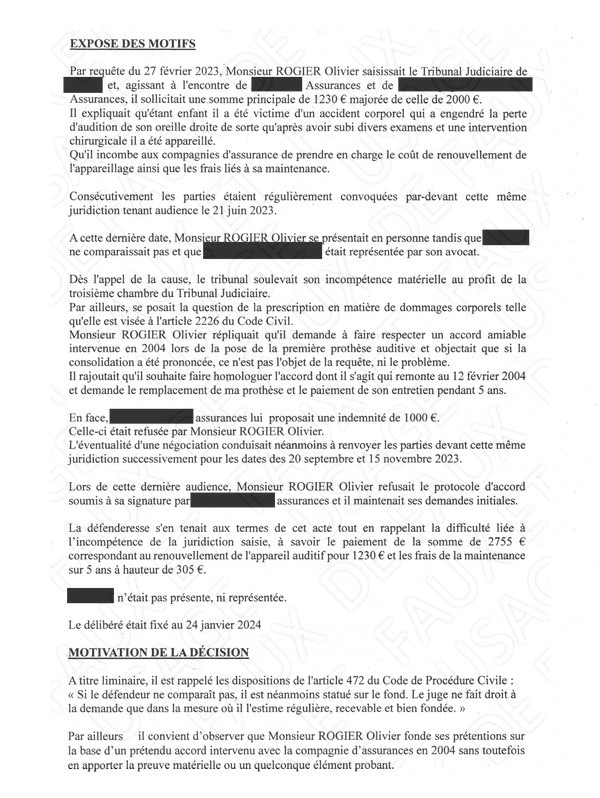 EXPOSE DES MOTIFS
Par requête du 27 février 2023, Monsieur ROGIER Olivier saisissait le Tribunal Judiciaire de
et, agissant à l'encontre de Assurances et de
Assurances, il sollicitait une somme principale de 1230 € majorée de celle de 2000 €.
Il expliquait qu'étant enfant il a été victime d'un accident corporel qui a engendré la perte
d'audition de son oreille droite de sorte qu'après avoir subi divers examens et une intervention
chirurgicale il a été appareillé.
Qu'il incombe aux compagnies d'assurance de prendre en charge le coût de renouvellement de
l'appareillage ainsi que les frais liés à sa maintenance.
Consécutivement les parties étaient régulièrement convoquées par-devant cette même
juridiction tenant audience le 21 juin 2023.
A cette dernière date, Monsieur ROGIER Olivier se présentait en personne tandis que
ne comparaissait pas et que était représentée par son avocat.
Dès l'appel de la cause, le tribunal soulevait son incompétence matérielle au profit de la
troisième chambre du Tribunal Judiciaire.
Par ailleurs, se posait la question de la prescription en matière de dommages corporels telle
qu'elle est visée à l'article 2226 du Code Civil.
Monsieur ROGIER Olivier répliquait qu'il demande à faire respecter un accord amiable
intervenue en 2004 lors de la pose de la première prothèse auditive et objectait que si la
consolidation a été prononcée, ce n'est pas l'objet de la requête, ni le problème.
Il rajoutait qu'il souhaite faire homologuer l'accord dont il s'agit qui remonte au 12 février 2004
et demande le remplacement de ma prothèse et le paiement de son entretien pendant 5 ans.
En face, assurances lui proposait une indemnité de 1000 €.
Celle-ci était refusée par Monsieur ROGIER Olivier.
L'éventualité d'une négociation conduisait néanmoins à renvoyer les parties devant cette même
juridiction successivement pour les dates des 20 septembre et 15 novembre 2023.
Lors de cette dernière audience, Monsieur ROGIER Olivier refusait le protocole d'accord
soumis à sa signature par assurances et il maintenait ses demandes initiales.
La défenderesse s'en tenait aux termes de cet acte tout en rappelant la difficulté liée à
l’incompétence de la juridiction saisie, à savoir le paiement de la somme de 2755 €
correspondant au renouvellement de l'appareil auditif pour 1230 € et les frais de la maintenance
sur 5 ans à hauteur de 305 €.
n’était pas présente, ni représentée.
Le délibéré était fixé au 24 janvier 2024
MOTIVATION DE LA DÉCISION
A titre liminaire, il est rappelé les dispositions de l'article 472 du Code de Procédure Civile :
« Si le défendeur ne comparaît pas, il est néanmoins statué sur le fond. Le juge ne fait droit à
la demande que dans la mesure où il l'estime régulière, recevable et bien fondée. »
Par ailleurs il convient d’observer que Monsieur ROGIER Olivier fonde ses prétentions sur
la base d’un prétendu accord intervenu avec la compagnie d’assurances en 2004 sans toutefois
en apporter la preuve matérielle ou un quelconque élément probant.